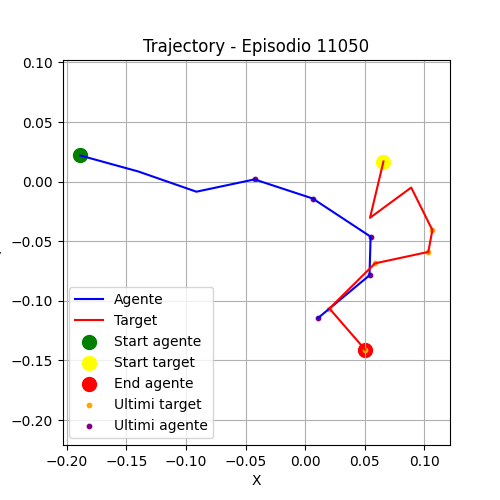 Trajectory - Episodio 11050
0.10
0.05
0.00
−0.05
−0.10
−0.15
−0.20
Agente
Target
Start agente
Start target
End agente
Ultimi target
Ultimi agente
−0.20 −0.15 −0.10 −0.05 0.00 0.05 0.10
X